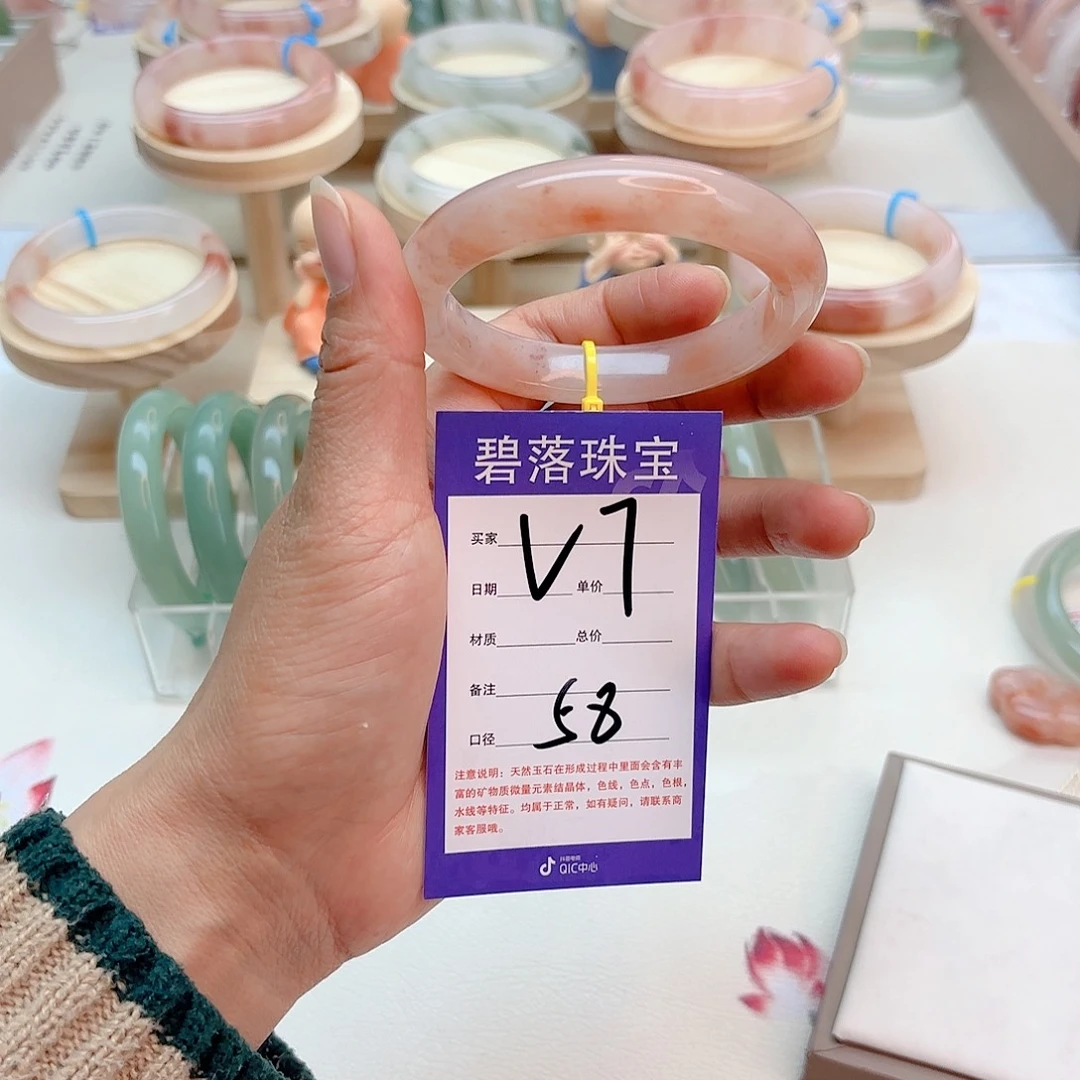 碧落珠宝
买家
V7
日期 单价
材质 总价
备注
58
口径
注意说明：天然玉石在形成过程中里面会含有丰
富的矿物质微量元素结晶体，色线，色点，色根，
水线等特征。均属于正常，如有疑问，请联系商
家客服哦。
抖音电商
QIC中心